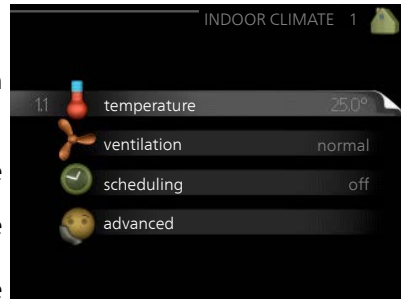 INDOOR CLIMATE 1
1.1 temperature 25.0°
ventilation normal
scheduling off
advanced